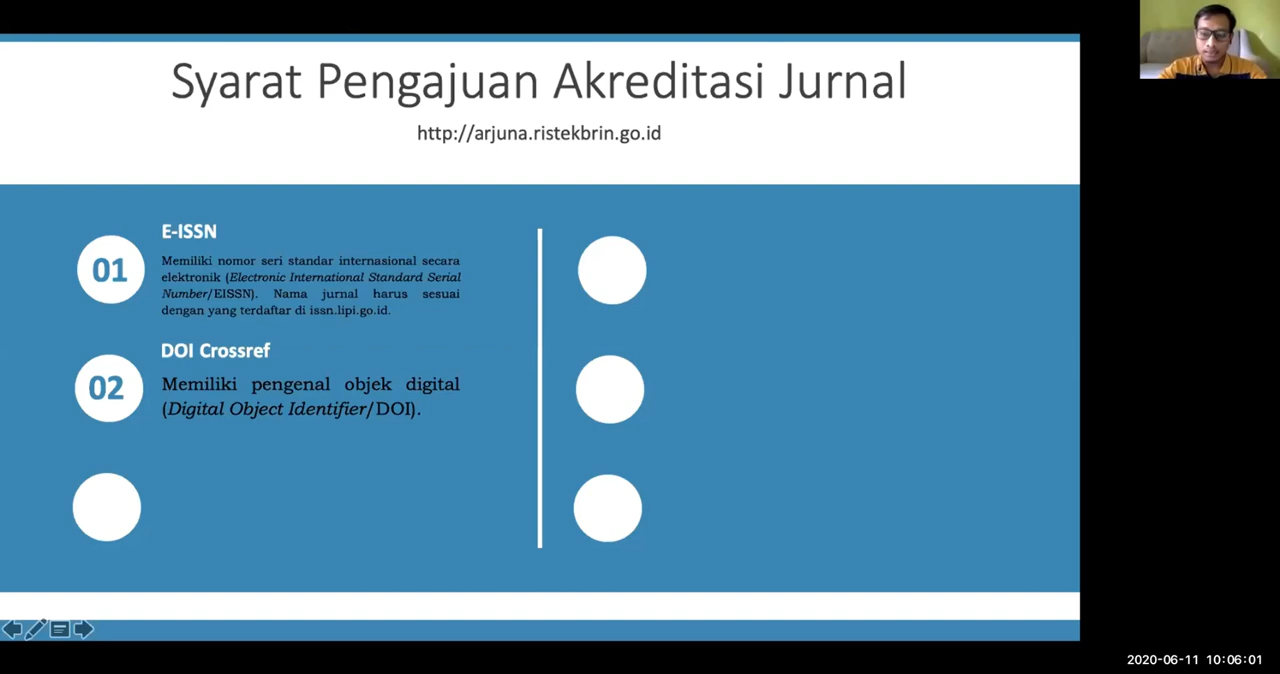 Syarat Pengajuan Akreditasi Jurnal
http://arjuna.ristekbrin.go.id
01
E-ISSN
Memiliki nomor seri standar internasional secara
elektronik (Electronic International Standard Serial
Number/EISSN). Nama jurnal harus sesuai
dengan yang terdaftar di issn.lipi.go.id.
02
DOI Crossref
Memiliki pengenal objek digital
(Digital Object Identifier/DOI).
2020-06-11 10:06:01